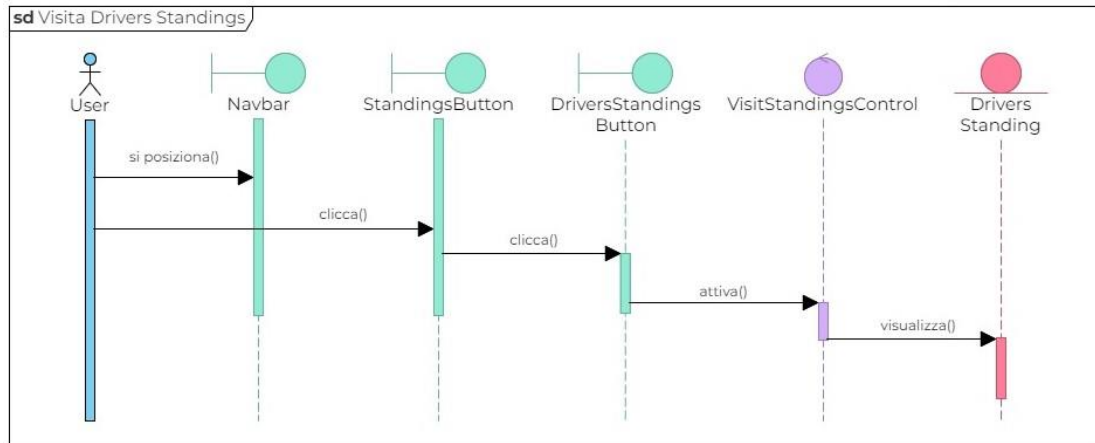 sd Visita Drivers Standings
User
Navbar
StandingsButton
DriversStandings
Button
VisitStandingsControl
Drivers
Standing
si posiziona()
clicca()
clicca()
attiva()
visualizza()